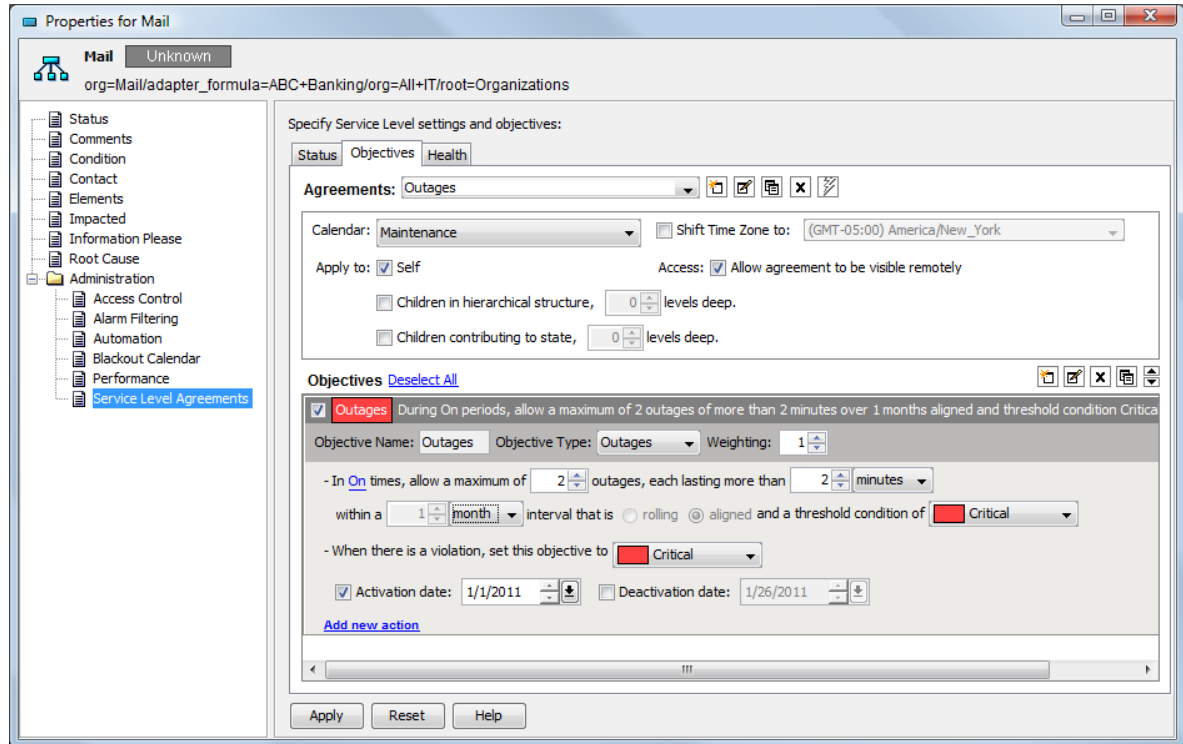 Properties for Mail
Mail Unknown
org=Mail/adapter_formula=ABC+Banking/org=All+IT/root=Organizations
Status
Comments
Condition
Contact
Elements
Impacted
Information Please
Root Cause
Administration
Access Control
Alarm Filtering
Automation
Blackout Calendar
Performance
Service Level Agreements
Specify Service Level settings and objectives:
Status Objectives Health
Agreements: Outages
Calendar: Maintenance Shift Time Zone to: (GMT-05:00) America/New_York
Apply to: Self Access: Allow agreement to be visible remotely
Children in hierarchical structure, 0 levels deep.
Children contributing to state, 0 levels deep.
Objectives Deselect All
Outages During On periods, allow a maximum of 2 outages of more than 2 minutes over 1 months aligned and threshold condition Critica
Objective Name: Outages Objective Type: Outages Weighting: 1
- In On times, allow a maximum of 2 outages, each lasting more than 2 minutes
within a 1 month interval that is rolling aligned and a threshold condition of Critical
- When there is a violation, set this objective to Critical
Activation date: 1/1/2011 Deactivation date: 1/26/2011
Add new action
Apply Reset Help